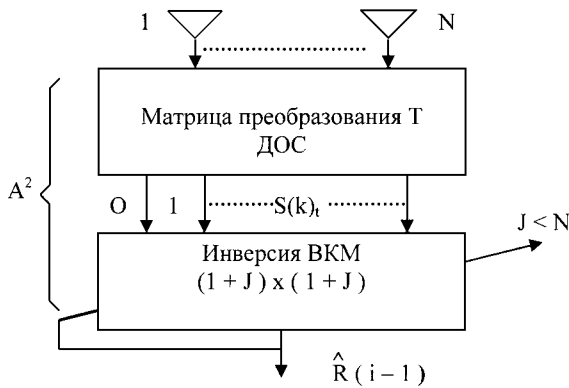 1 N
Матрица преобразования Т
ДОС
A²
О 1 S(k)ₜ
J < N
Инверсия ВКМ
(1 + J ) x ( 1 + J )
R̂ ( i – 1 )